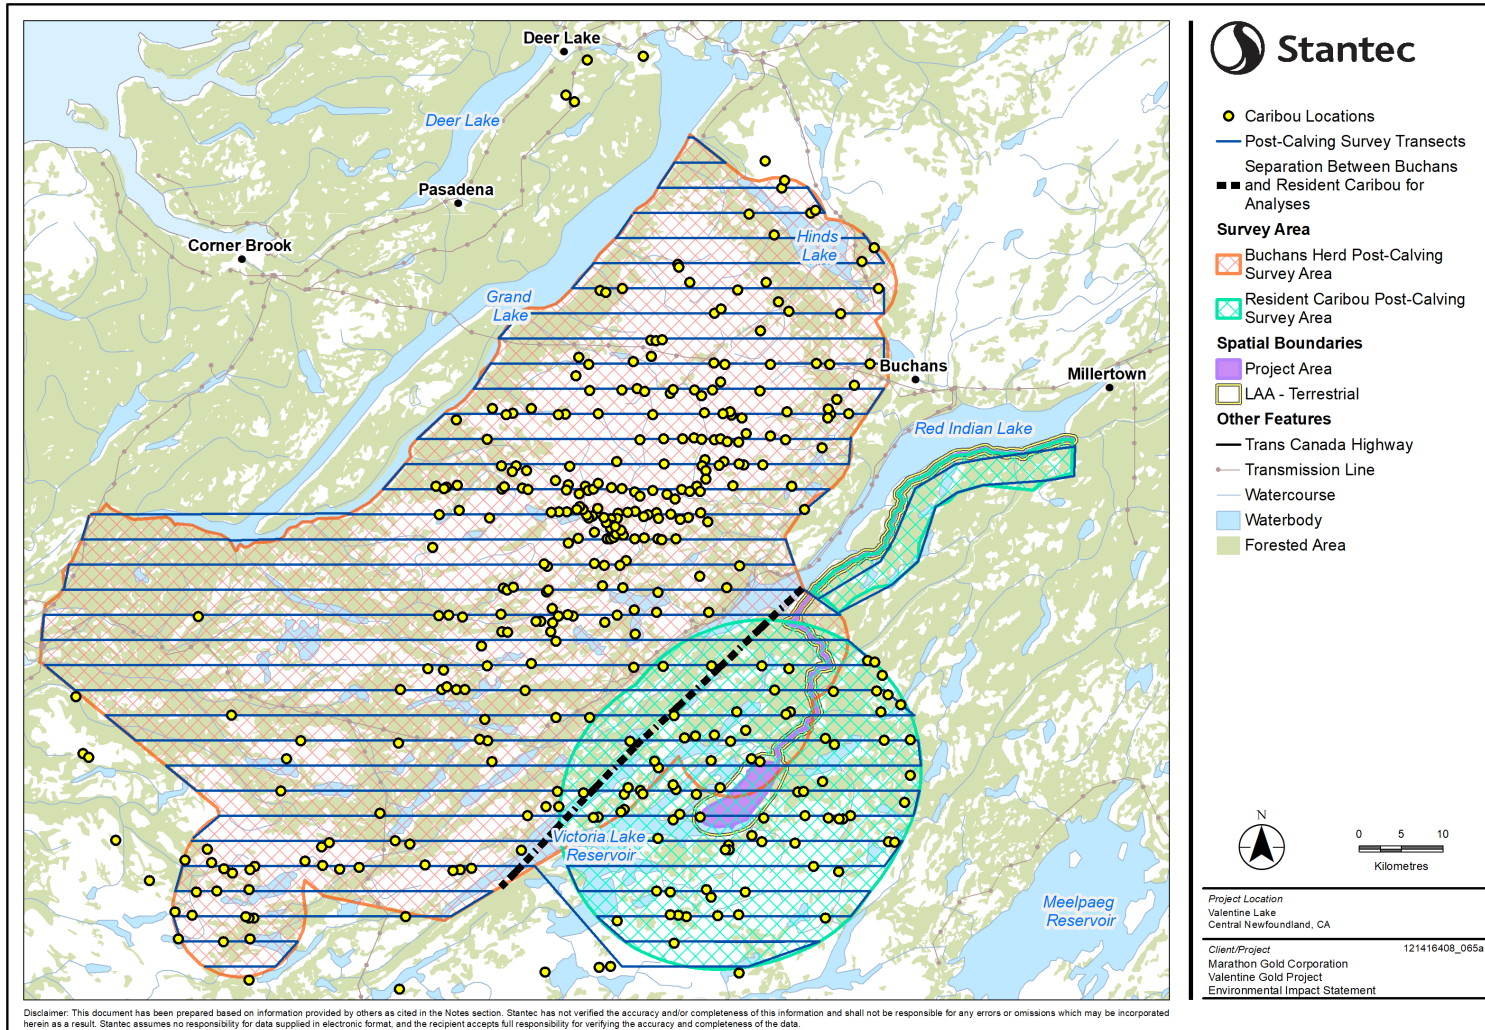 Deer Lake
Deer Lake
Pasadena
Corner Brook
Hinds
Lake
Grand
Lake
Buchans
Millertown
Red Indian Lake
Victoria Lake
Reservoir
Meelpaeg
Reservoir
Stantec
Caribou Locations
Post-Calving Survey Transects
Separation Between Buchans
and Resident Caribou for
Analyses
Survey Area
Buchans Herd Post-Calving
Survey Area
Resident Caribou Post-Calving
Survey Area
Spatial Boundaries
Project Area
LAA - Terrestrial
Other Features
Trans Canada Highway
Transmission Line
Watercourse
Waterbody
Forested Area
N
0 5 10
Kilometres
Project Location
Valentine Lake
Central Newfoundland, CA
Client/Project 121416408_065a
Marathon Gold Corporation
Valentine Gold Project
Environmental Impact Statement
Disclaimer: This document has been prepared based on information provided by others as cited in the Notes section. Stantec has not verified the accuracy and/or completeness of this information and shall not be responsible for any errors or omissions which may be incorporated
herein as a result. Stantec assumes no responsibility for data supplied in electronic format, and the recipient accepts full responsibility for verifying the accuracy and completeness of the data.